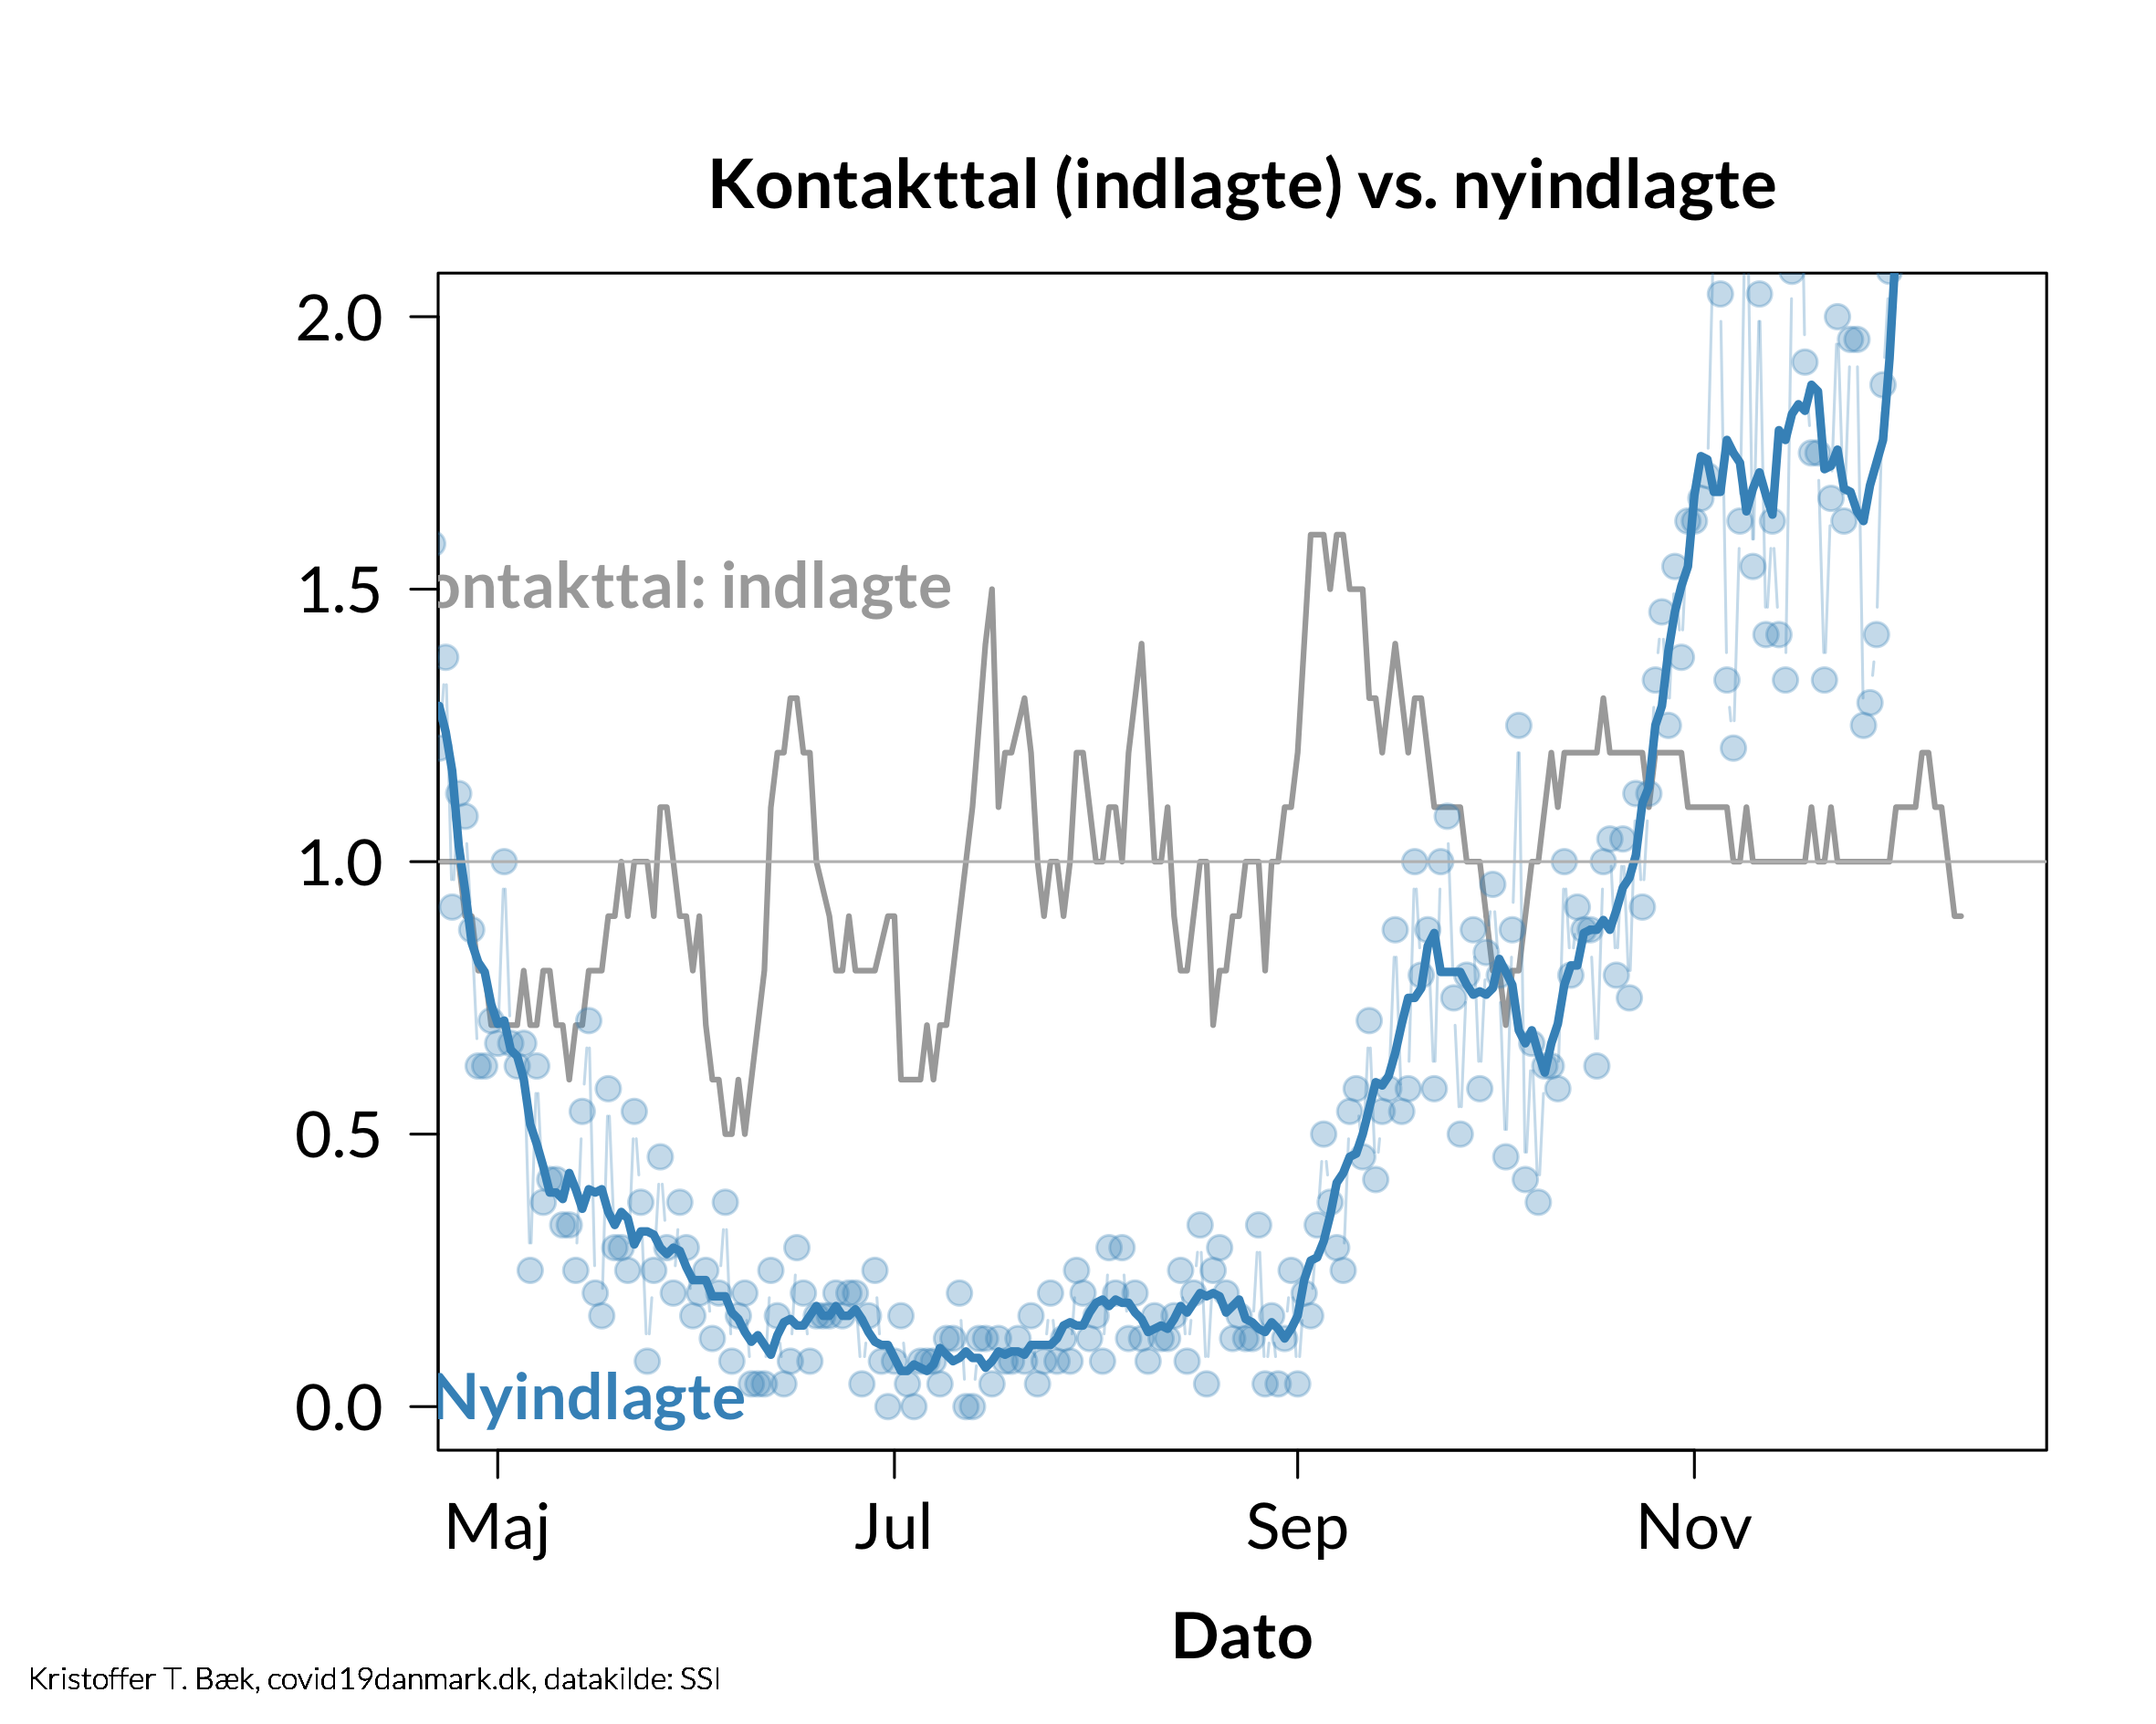 Kontakttal (indlagte) vs. nyindlagte
2.0
1.5
ontakttal: indlagte
1.0
0.5
0.0
Nyindlagte
Maj Jul Sep Nov
Dato
Kristoffer T. Bæk, covid19danmark.dk, datakilde: SSI